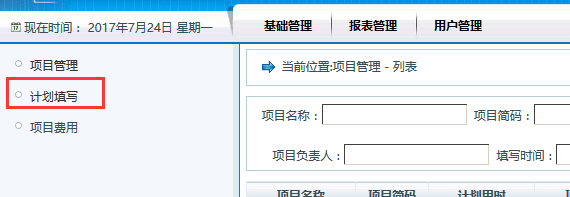 现在时间： 2017年7月24日 星期一
基础管理 报表管理 用户管理
项目管理
计划填写
项目费用
当前位置:项目管理 - 列表
项目名称： 项目简码：
项目负责人： 填写时间：
项目名称 项目简码 计划用时